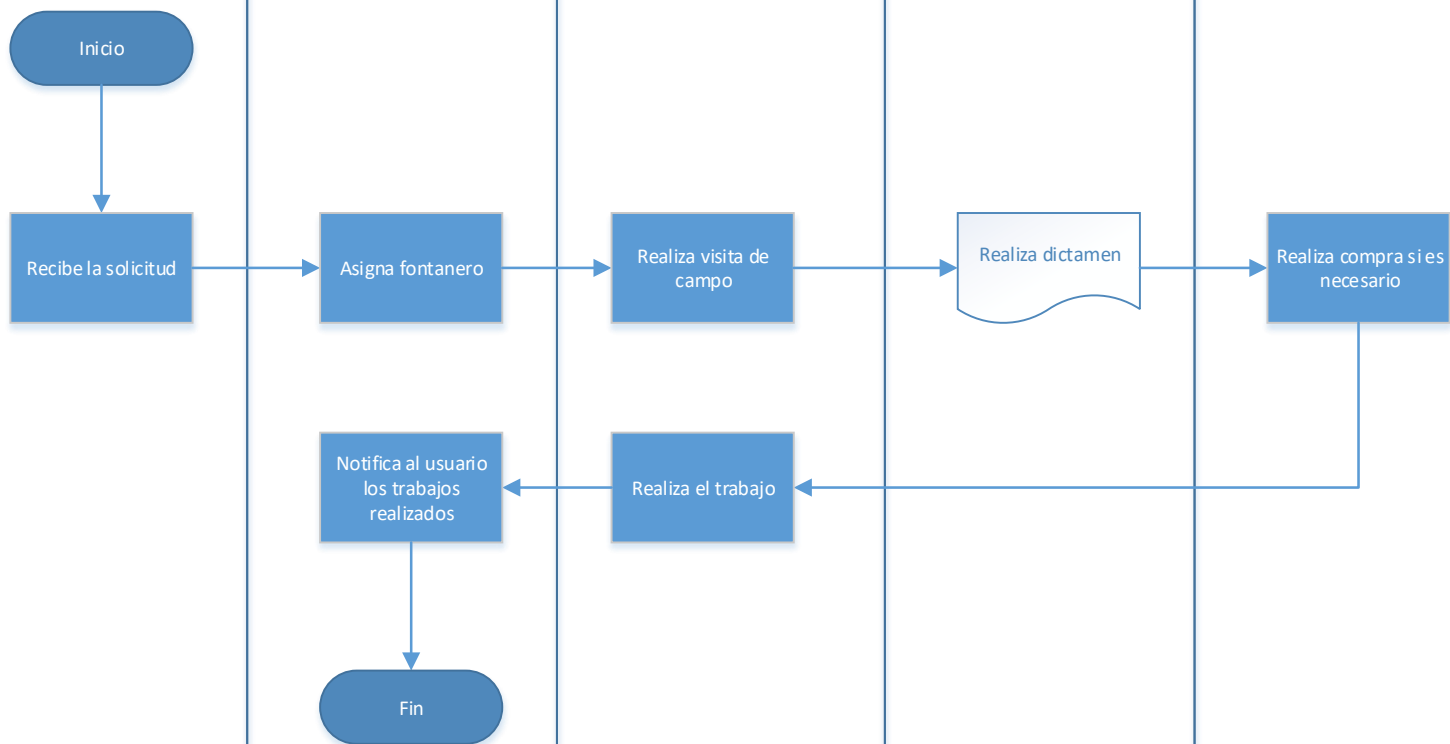 Inicio
Recibe la solicitud
Asigna fontanero
Realiza visita de
campo
Realiza dictamen
Realiza compra si es
necesario
Notifica al usuario
los trabajos
realizados
Realiza el trabajo
Fin